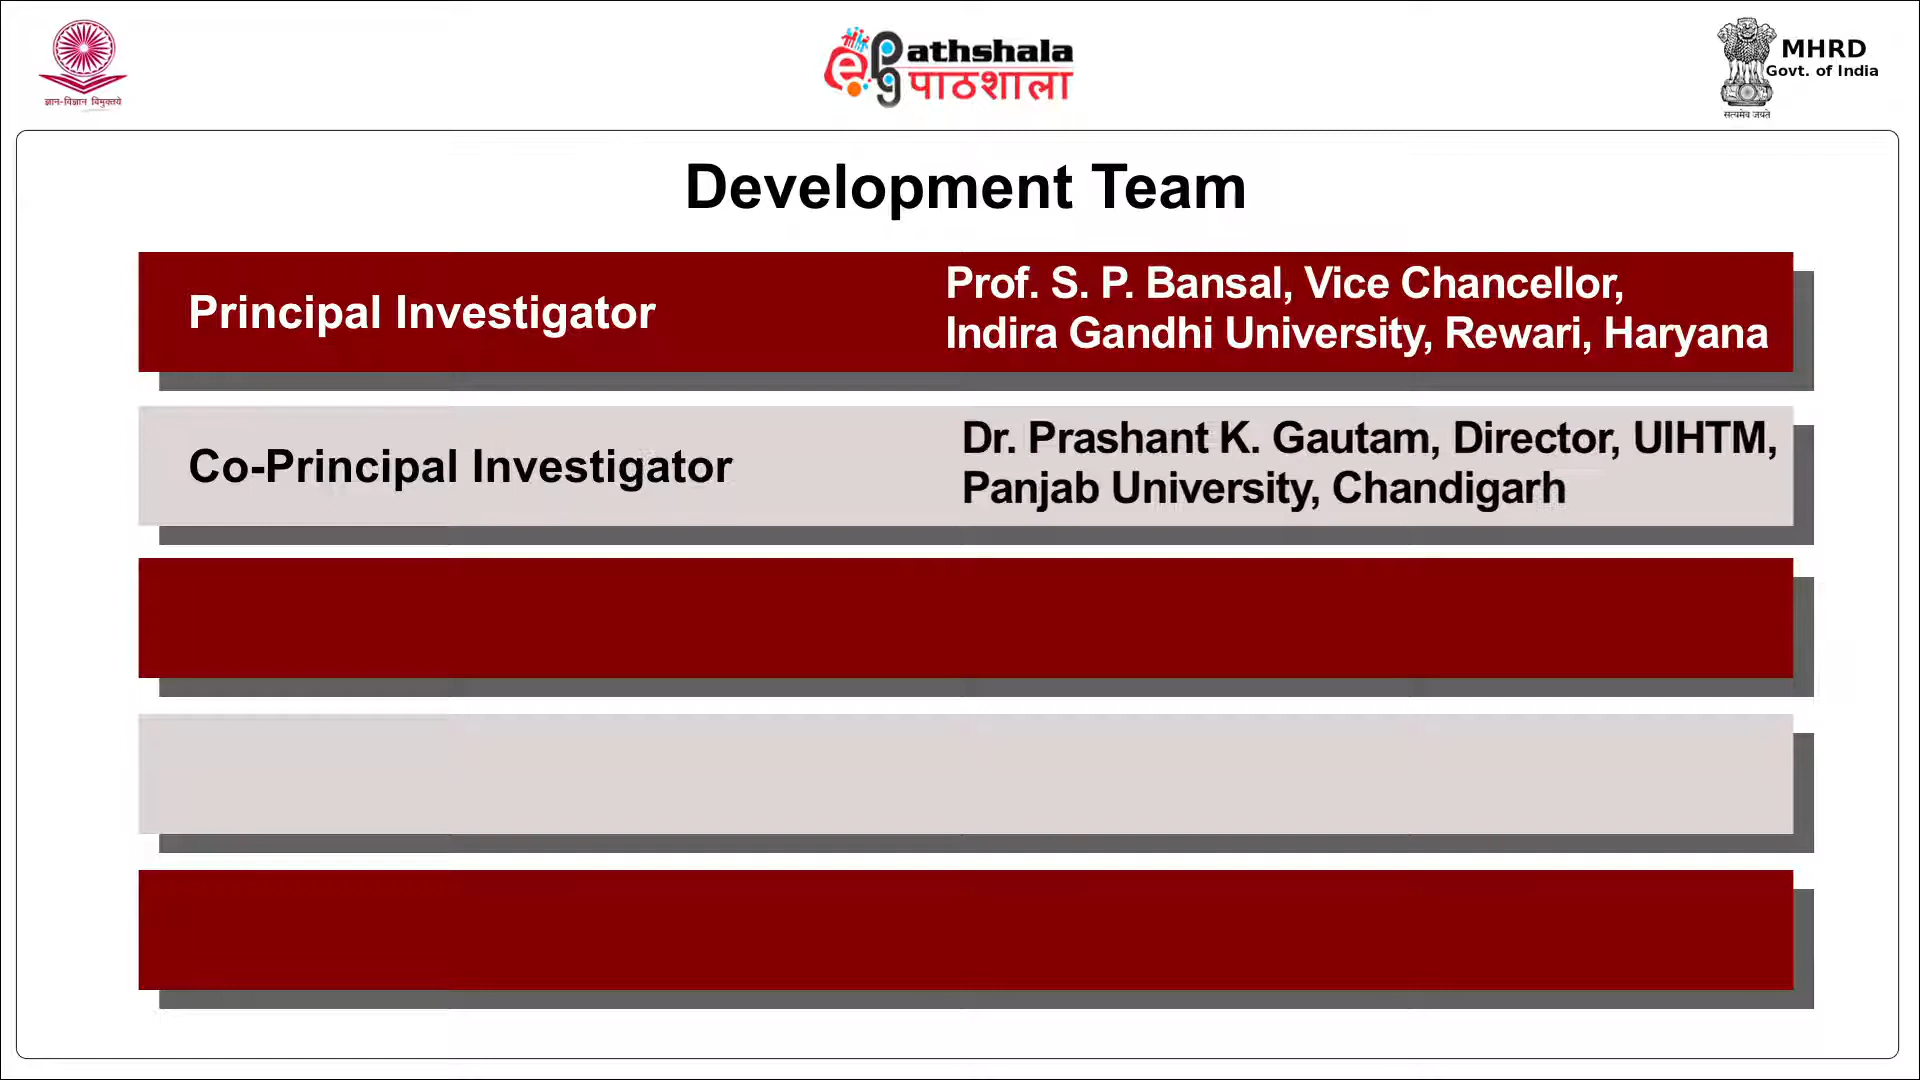 ज्ञान-विज्ञान विमुक्तये
ePathshala
पाठशाला
MHRD
Govt. of India
सत्यमेव जयते
Development Team
Principal Investigator
Prof. S. P. Bansal, Vice Chancellor,
Indira Gandhi University, Rewari, Haryana
Co-Principal Investigator
Dr. Prashant K. Gautam, Director, UIHTM,
Panjab University, Chandigarh